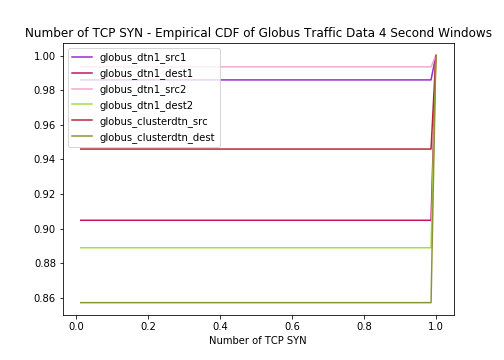 Number of TCP SYN - Empirical CDF of Globus Traffic Data 4 Second Windows
1.00
0.98
0.96
0.94
0.92
0.90
0.88
0.86
globus_dtn1_src1
globus_dtn1_dest1
globus_dtn1_src2
globus_dtn1_dest2
globus_clusterdtn_src
globus_clusterdtn_dest
0.0 0.2 0.4 0.6 0.8 1.0
Number of TCP SYN